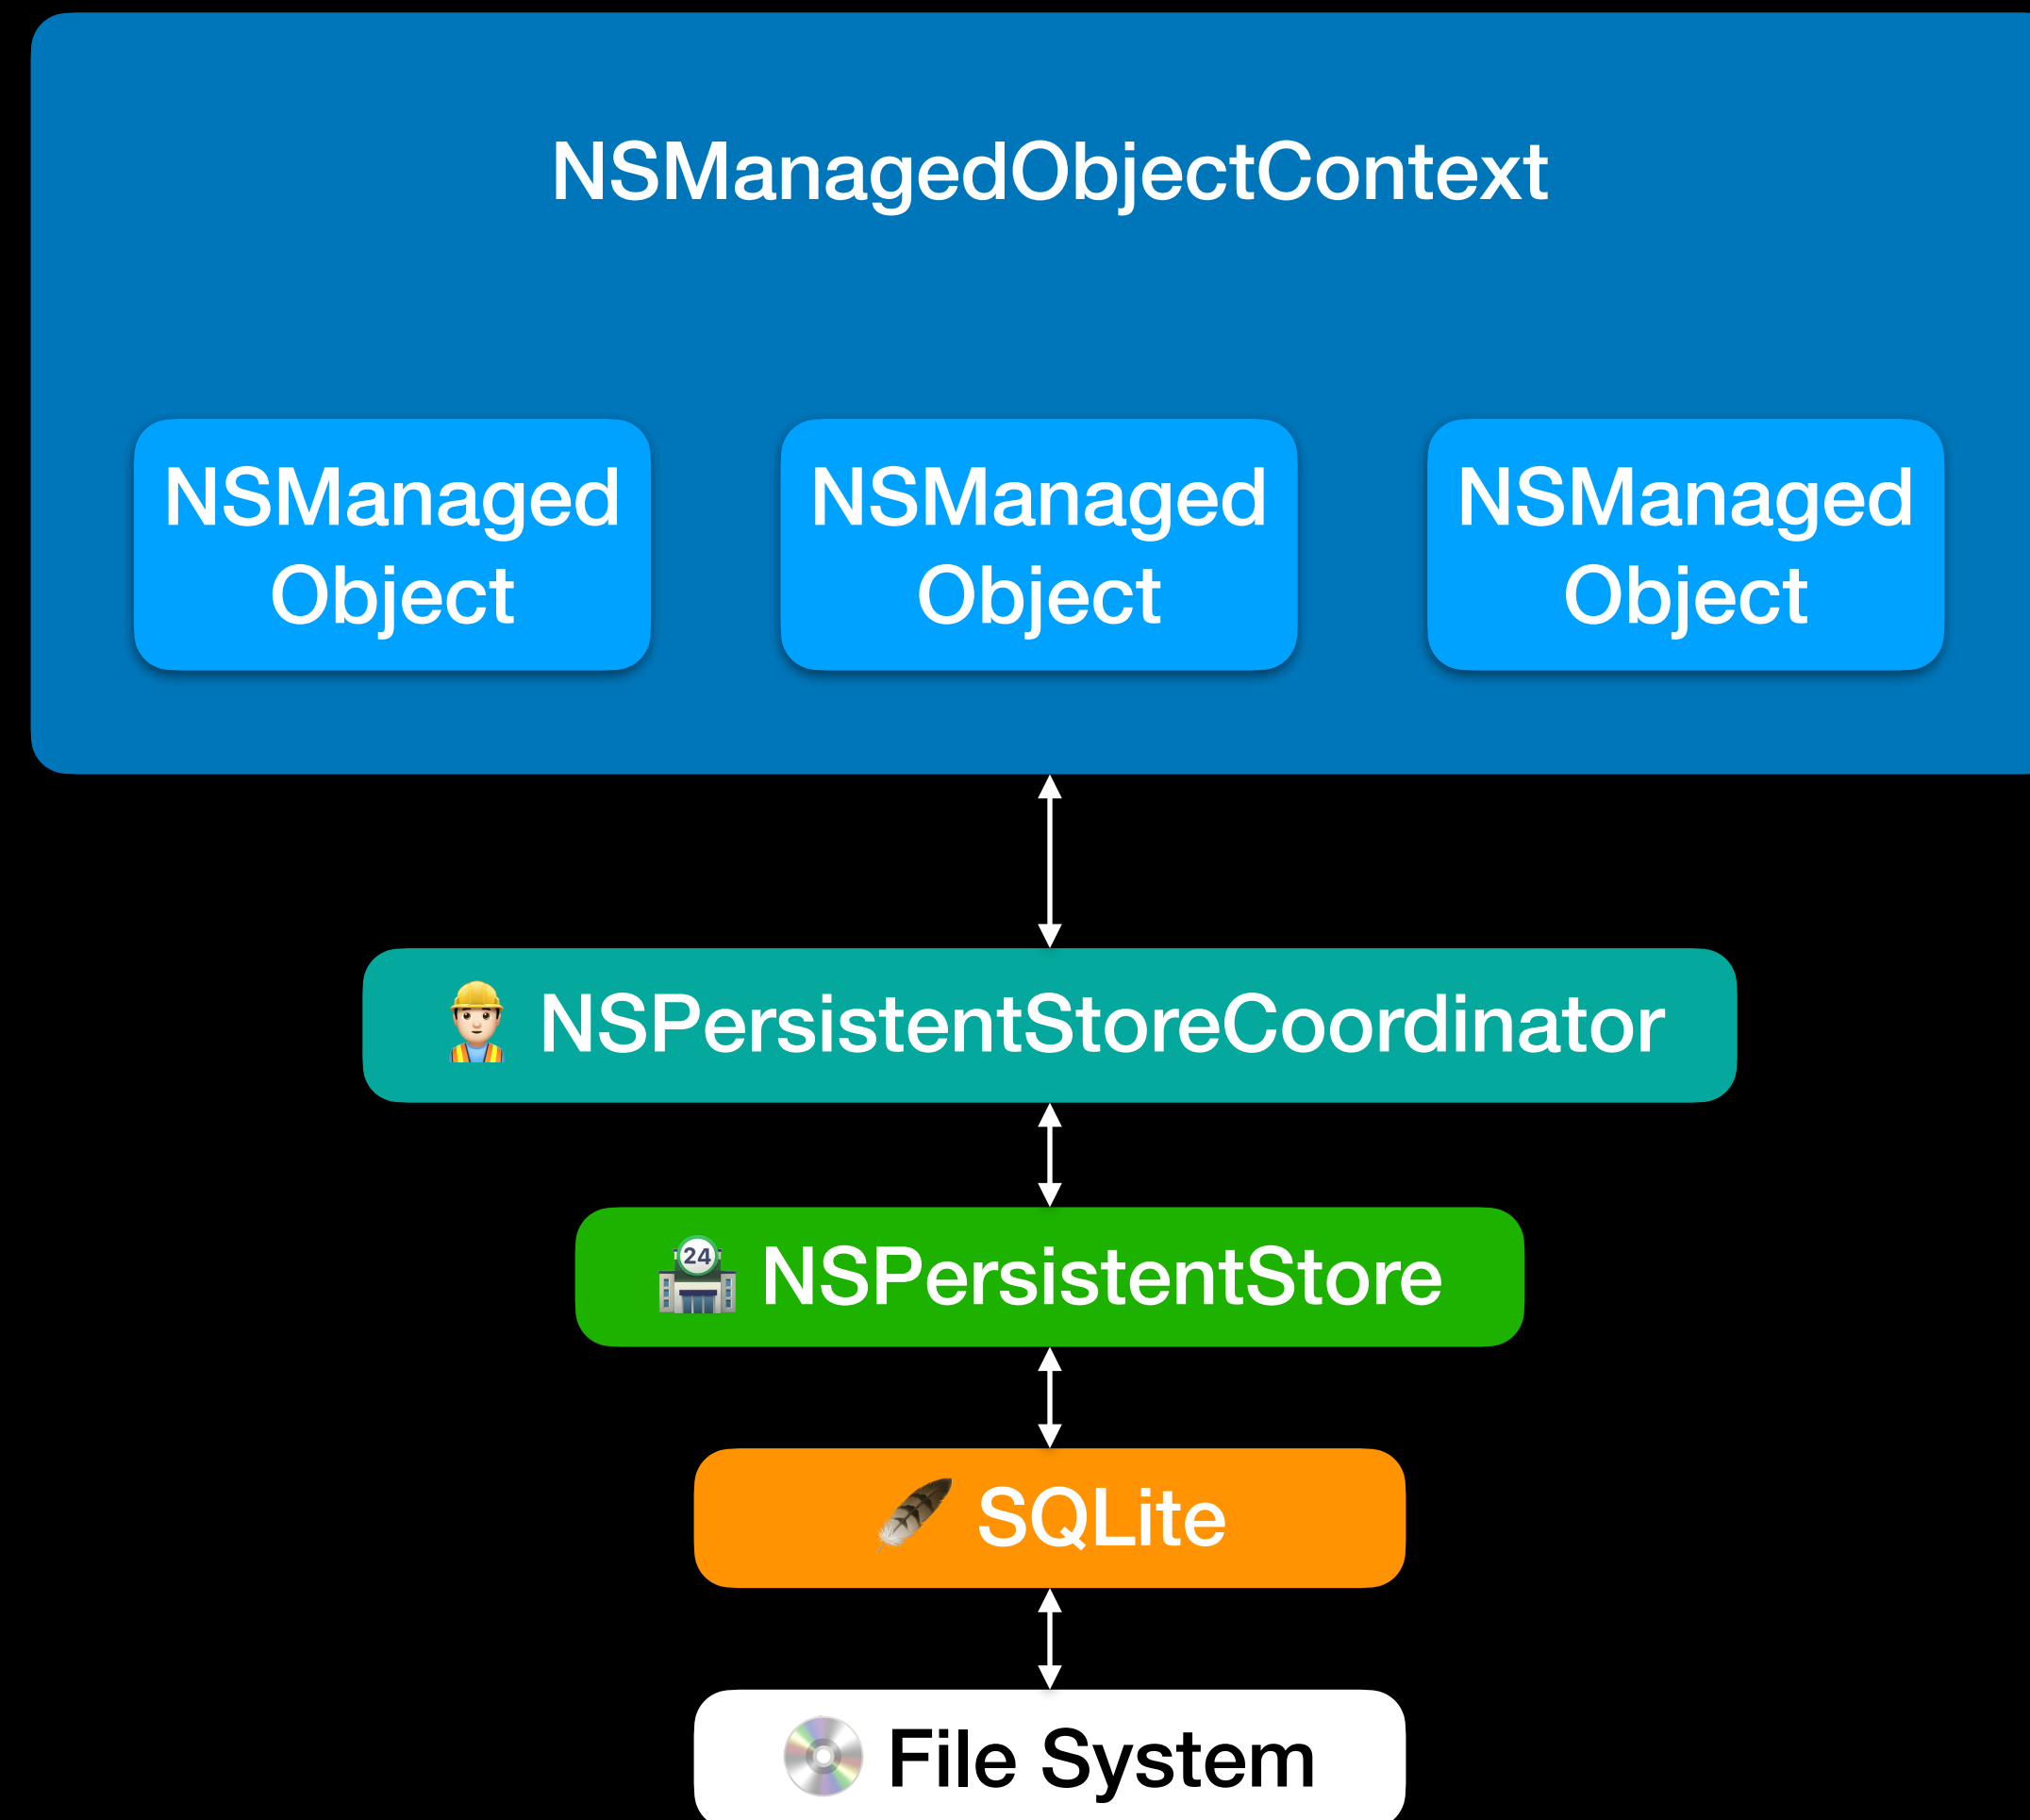 NSManagedObjectContext
NSManaged
Object
NSManaged
Object
NSManaged
Object
NSPersistentStoreCoordinator
24
NSPersistentStore
SQLite
File System